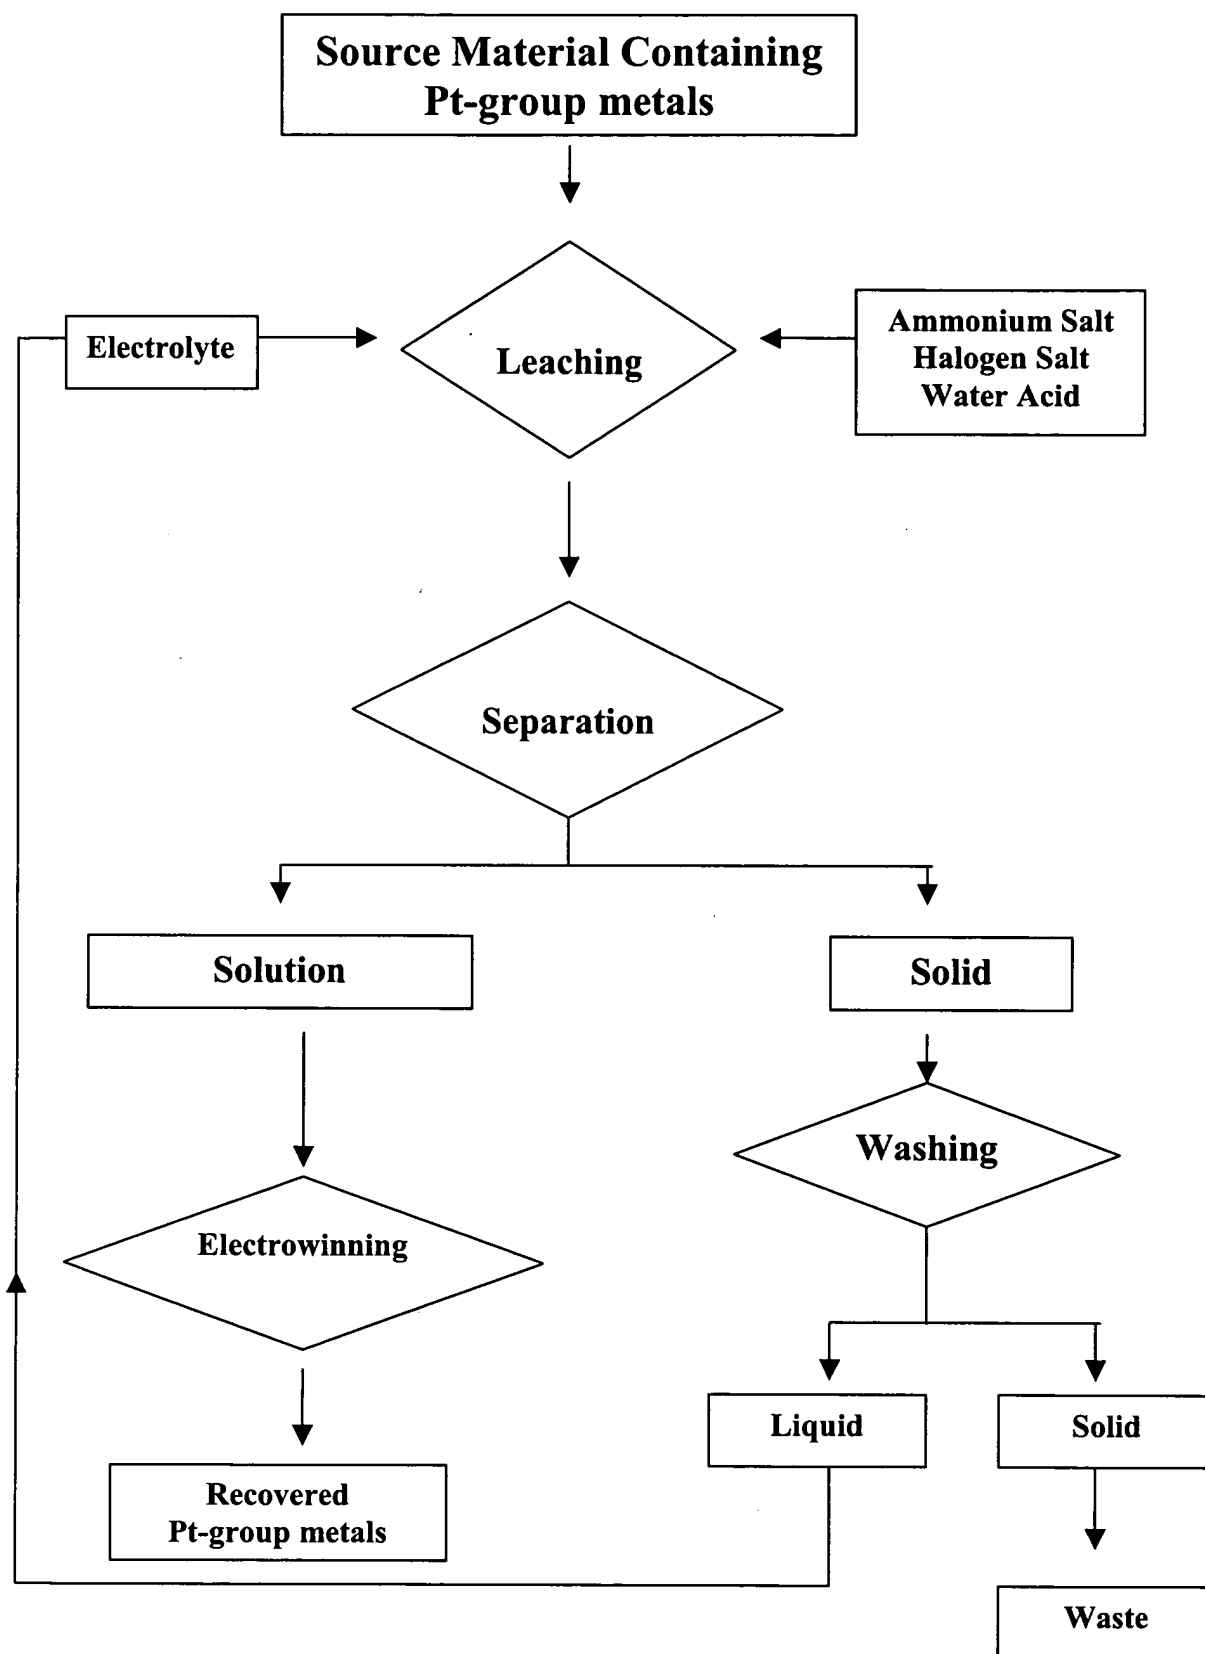 Source Material Containing
Pt-group metals
Electrolyte
Leaching
Ammonium Salt
Halogen Salt
Water Acid
Separation
Solution
Solid
Washing
Electrowinning
Liquid
Solid
Recovered
Pt-group metals
Waste